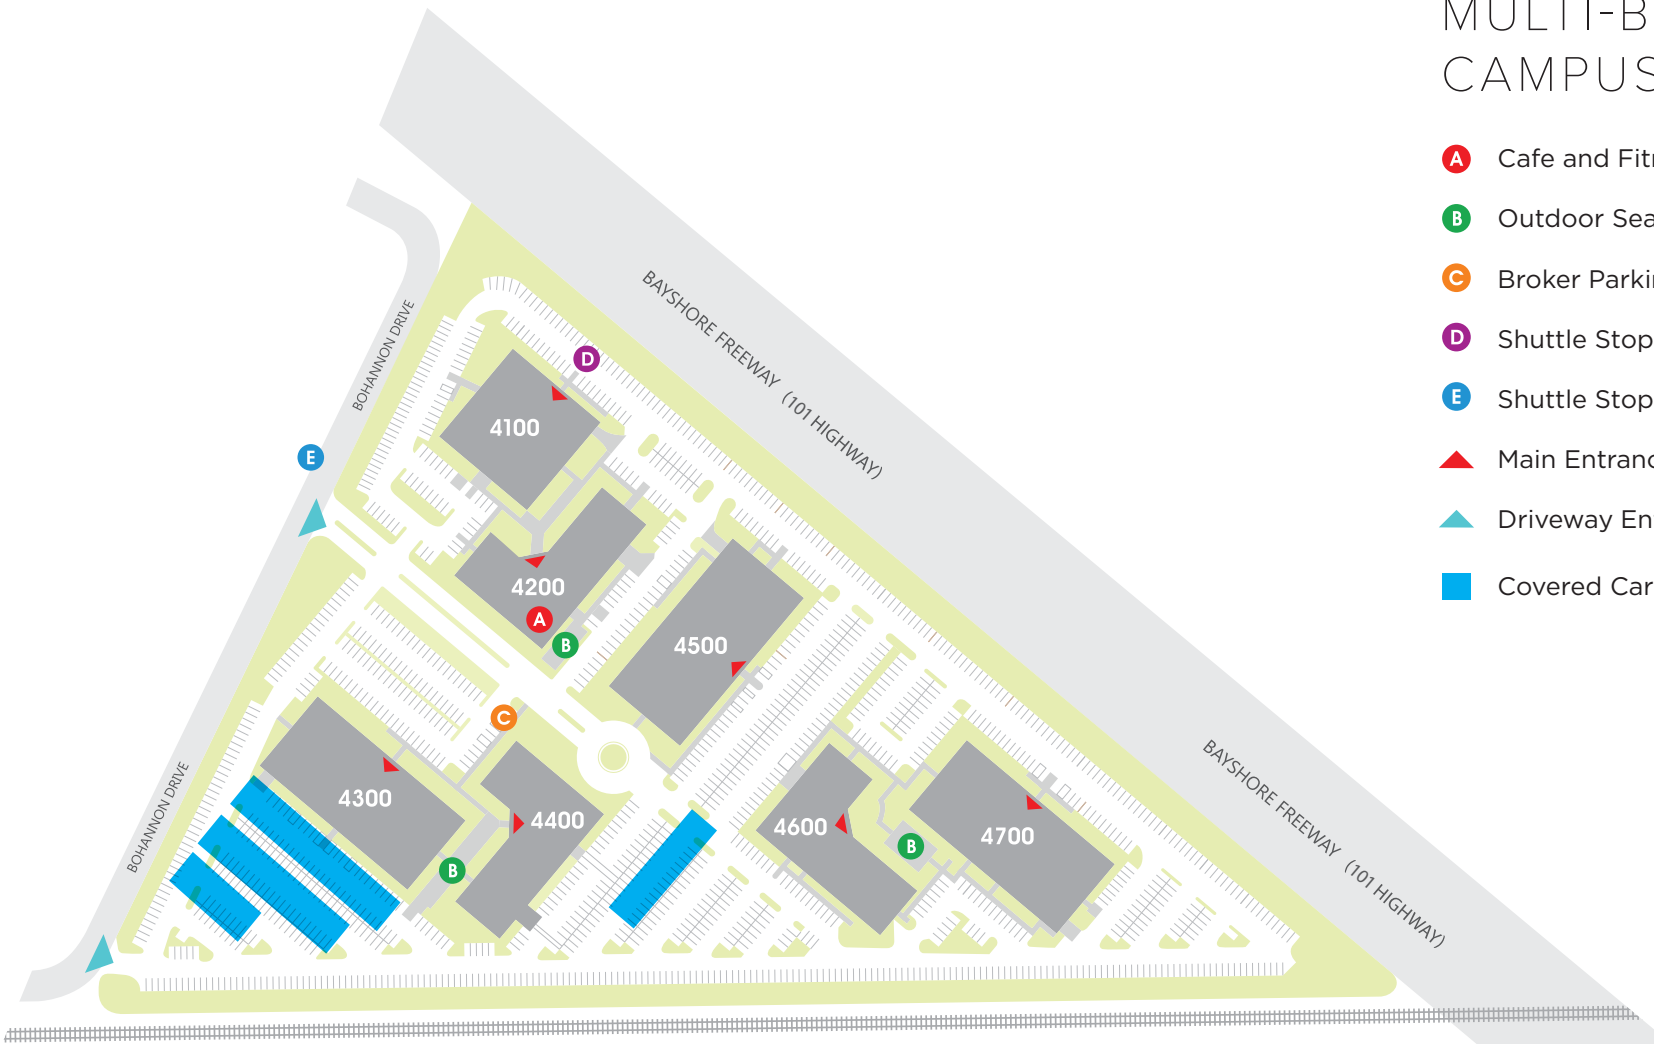 MULTI-B
CAMPUS
A Cafe and Fit
B Outdoor Sea
C Broker Parki
D Shuttle Stop
E Shuttle Stop
Main Entranc
Driveway En
Covered Car
BAYSHORE FREEWAY (101 HIGHWAY)
BOHANNON DRIVE
D
4100
E
4200
A
B
4500
C
4300
4400
B
4600
B
4700
BOHANNON DRIVE
BAYSHORE FREEWAY (101 HIGHWAY)